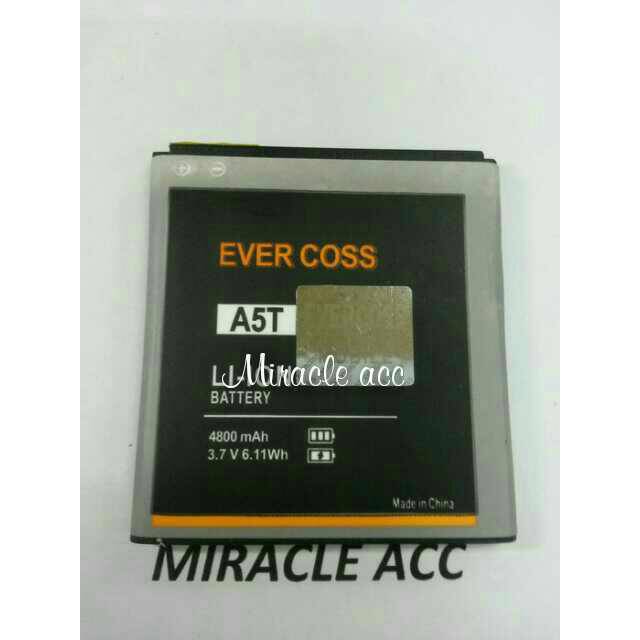 EVER COSS
A5T
Miracle acc
BATTERY
4800 mAh
3.7 V 6.11Wh
Made in China
MIRACLE ACC